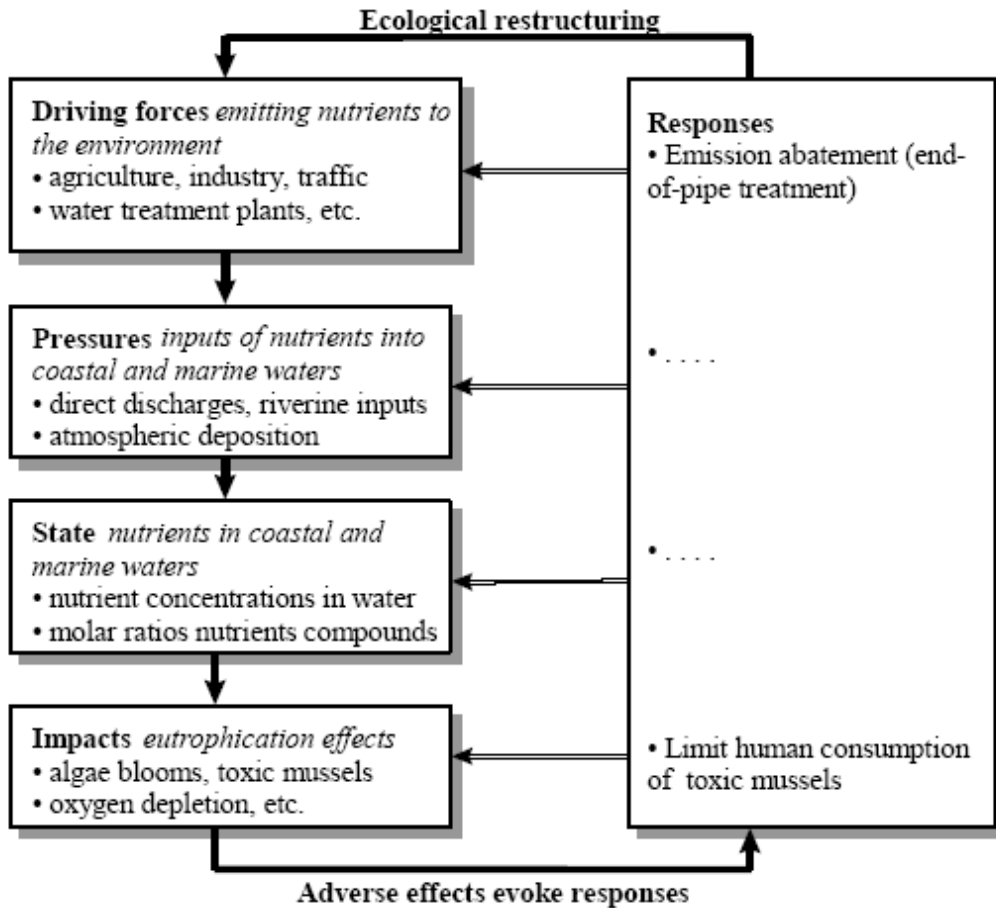 Ecological restructuring
Driving forces emitting nutrients to
the environment
• agriculture, industry, traffic
• water treatment plants, etc.
Pressures inputs of nutrients into
coastal and marine waters
• direct discharges, riverine inputs
• atmospheric deposition
State nutrients in coastal and
marine waters
• nutrient concentrations in water
• molar ratios nutrients compounds
Impacts eutrophication effects
• algae blooms, toxic mussels
• oxygen depletion, etc.
Responses
• Emission abatement (end-
of-pipe treatment)
• . . . .
• . . . .
• Limit human consumption
of toxic mussels
Adverse effects evoke responses